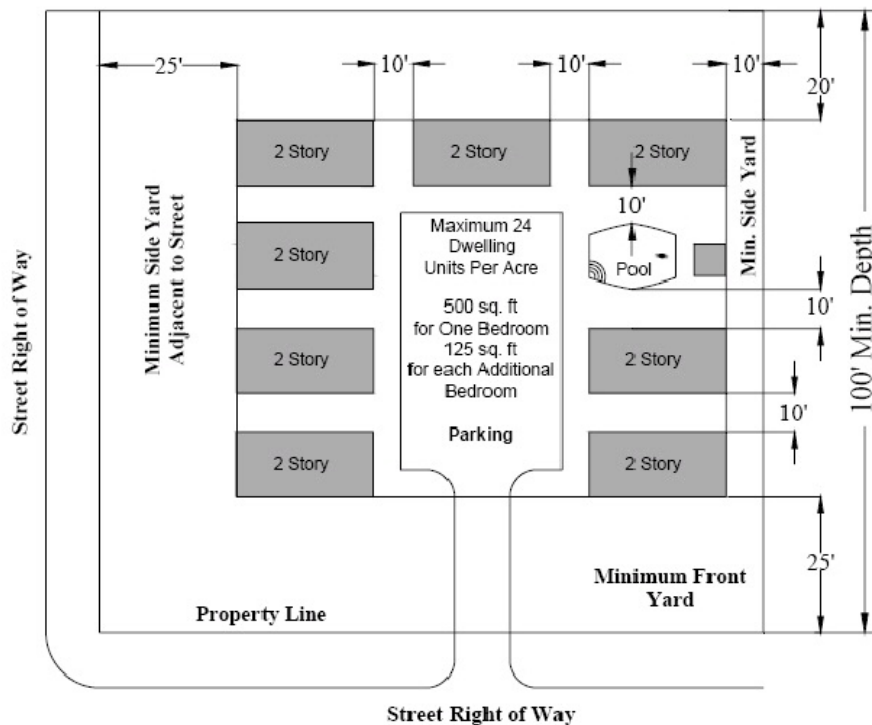 25'
10'
10'
10'
20'
2 Story
2 Story
2 Story
10'
Pool
Maximum 24
Dwelling
Units Per Acre
500 sq. ft
for One Bedroom
125 sq. ft
for each Additional
Bedroom
Parking
2 Story
2 Story
2 Story
2 Story
2 Story
Minimum Side Yard
Adjacent to Street
Street Right of Way
Min. Side Yard
10'
10'
100' Min. Depth
25'
Minimum Front
Yard
Property Line
Street Right of Way